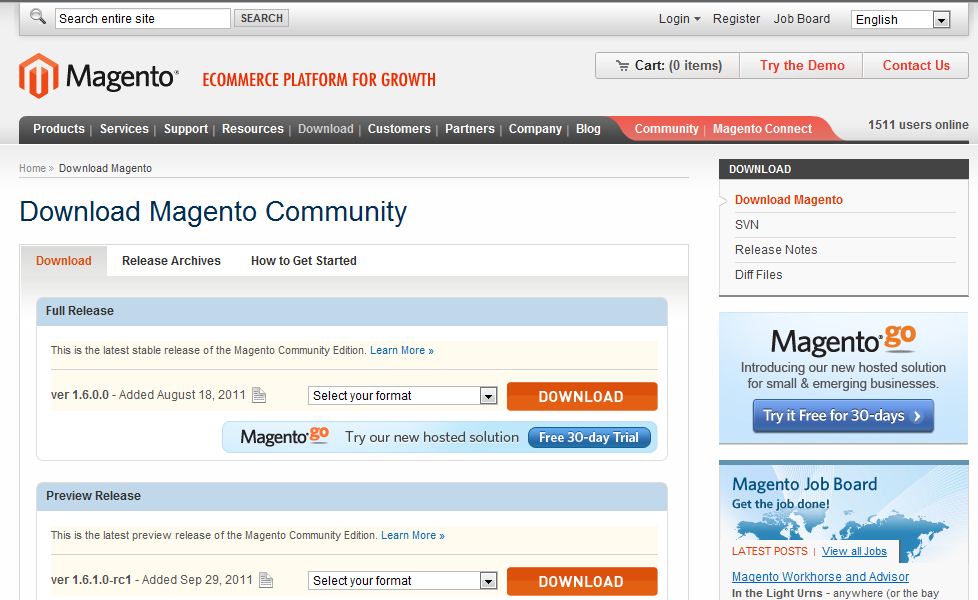 Search entire site
SEARCH
Login
Register
Job Board
English
Magento
ECOMMERCE PLATFORM FOR GROWTH
Cart: (0 items)
Try the Demo
Contact Us
Products | Services | Support | Resources | Download | Customers | Partners | Company | Blog
Community | Magento Connect
1511 users online
Home » Download Magento
Download Magento Community
Download
Release Archives
How to Get Started
Full Release
This is the latest stable release of the Magento Community Edition. Learn More »
ver 1.6.0.0 - Added August 18, 2011
Select your format
DOWNLOAD
Magento go
Try our new hosted solution
Free 30-day Trial
Preview Release
This is the latest preview release of the Magento Community Edition. Learn More »
ver 1.6.1.0-rc1 - Added Sep 29, 2011
Select your format
DOWNLOAD
DOWNLOAD
Download Magento
SVN
Release Notes
Diff Files
Magento go
Introducing our new hosted solution
for small & emerging businesses.
Try it Free for 30-days
Magento Job Board
Get the job done!
LATEST POSTS | View all Jobs
Magento Workhorse and Advisor
In the Light Urns - anywhere (or the bay